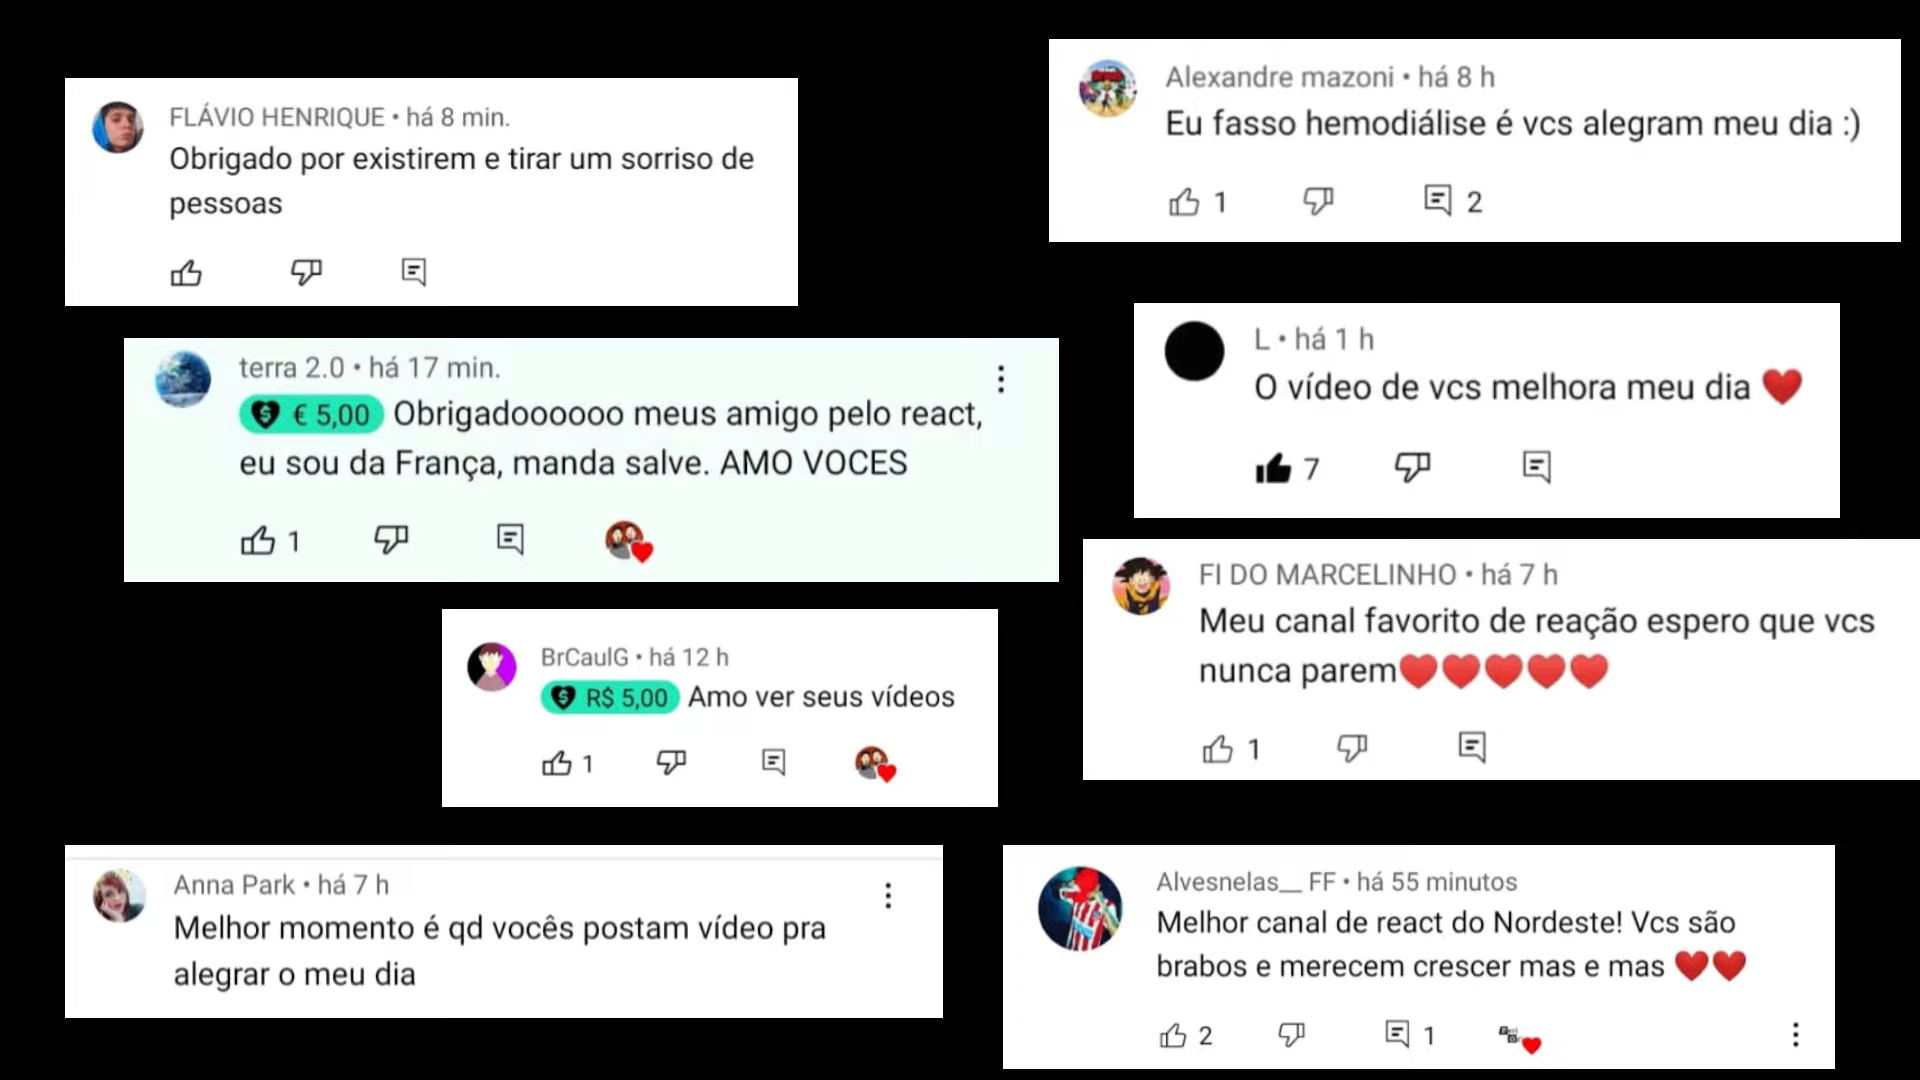 FLÁVIO HENRIQUE • há 8 min.
Obrigado por existirem e tirar um sorriso de
pessoas
Alexandre mazoni • há 8 h
Eu fasso hemodiálise é vcs alegram meu dia :)
1
2
terra 2.0 • há 17 min.
€ 5,00 Obrigadoooooo meus amigo pelo react,
eu sou da França, manda salve. AMO VOCES
1
L • há 1 h
O vídeo de vcs melhora meu dia ❤️
7
BrCaulG • há 12 h
R$ 5,00 Amo ver seus vídeos
1
FI DO MARCELINHO • há 7 h
Meu canal favorito de reação espero que vcs
nunca parem❤️❤️❤️❤️❤️
1
Anna Park • há 7 h
Melhor momento é qd vocês postam vídeo pra
alegrar o meu dia
Alvesnelas__ FF • há 55 minutos
Melhor canal de react do Nordeste! Vcs são
brabos e merecem crescer mas e mas ❤️❤️
2
1